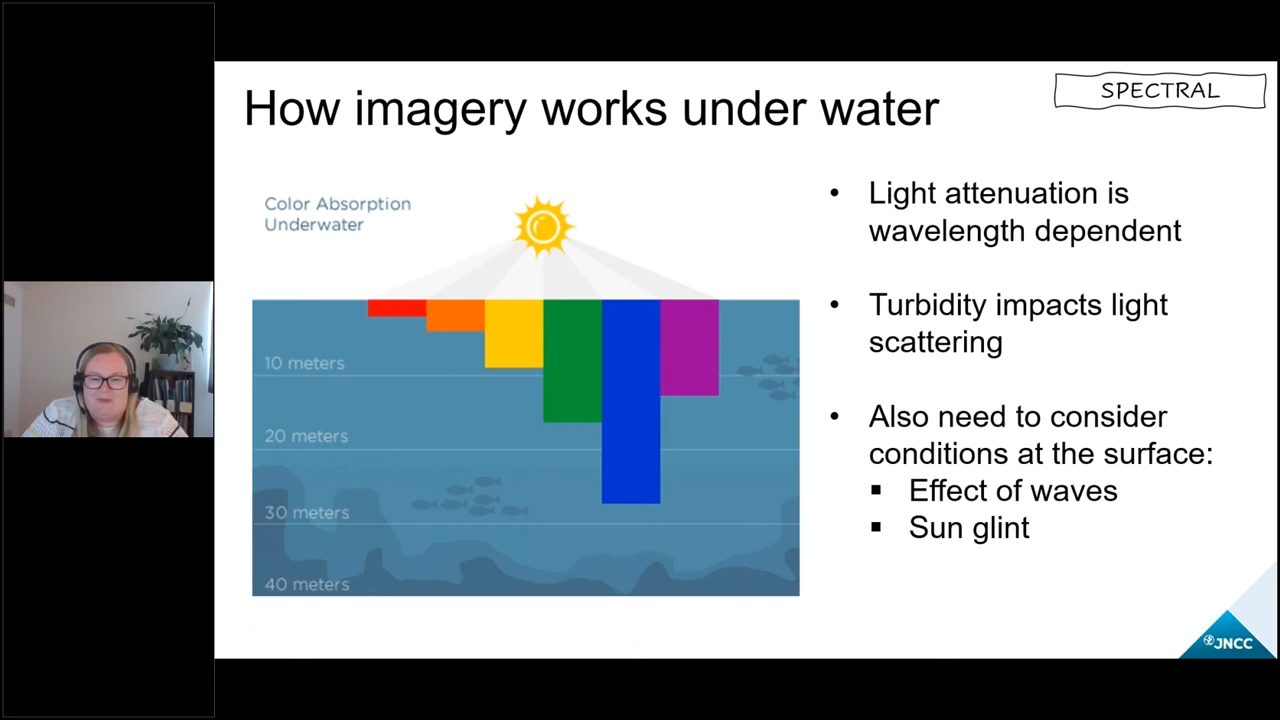 How imagery works under water
SPECTRAL
Color Absorption
Underwater
10 meters
20 meters
30 meters
40 meters
• Light attenuation is
wavelength dependent
• Turbidity impacts light
scattering
• Also need to consider
conditions at the surface:
▪ Effect of waves
▪ Sun glint
JNCC